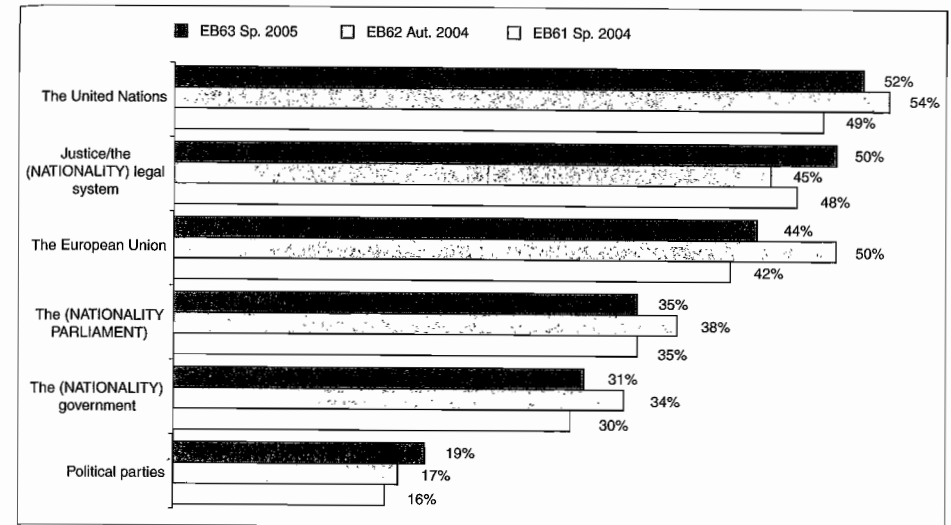 EB63 Sp. 2005 EB62 Aut. 2004 EB61 Sp. 2004
The United Nations
52%
54%
49%
Justice/the
(NATIONALITY) legal
system
50%
45%
48%
The European Union
44%
50%
42%
The (NATIONALITY
PARLIAMENT)
35%
38%
35%
The (NATIONALITY)
government
31%
34%
30%
Political parties
19%
17%
16%